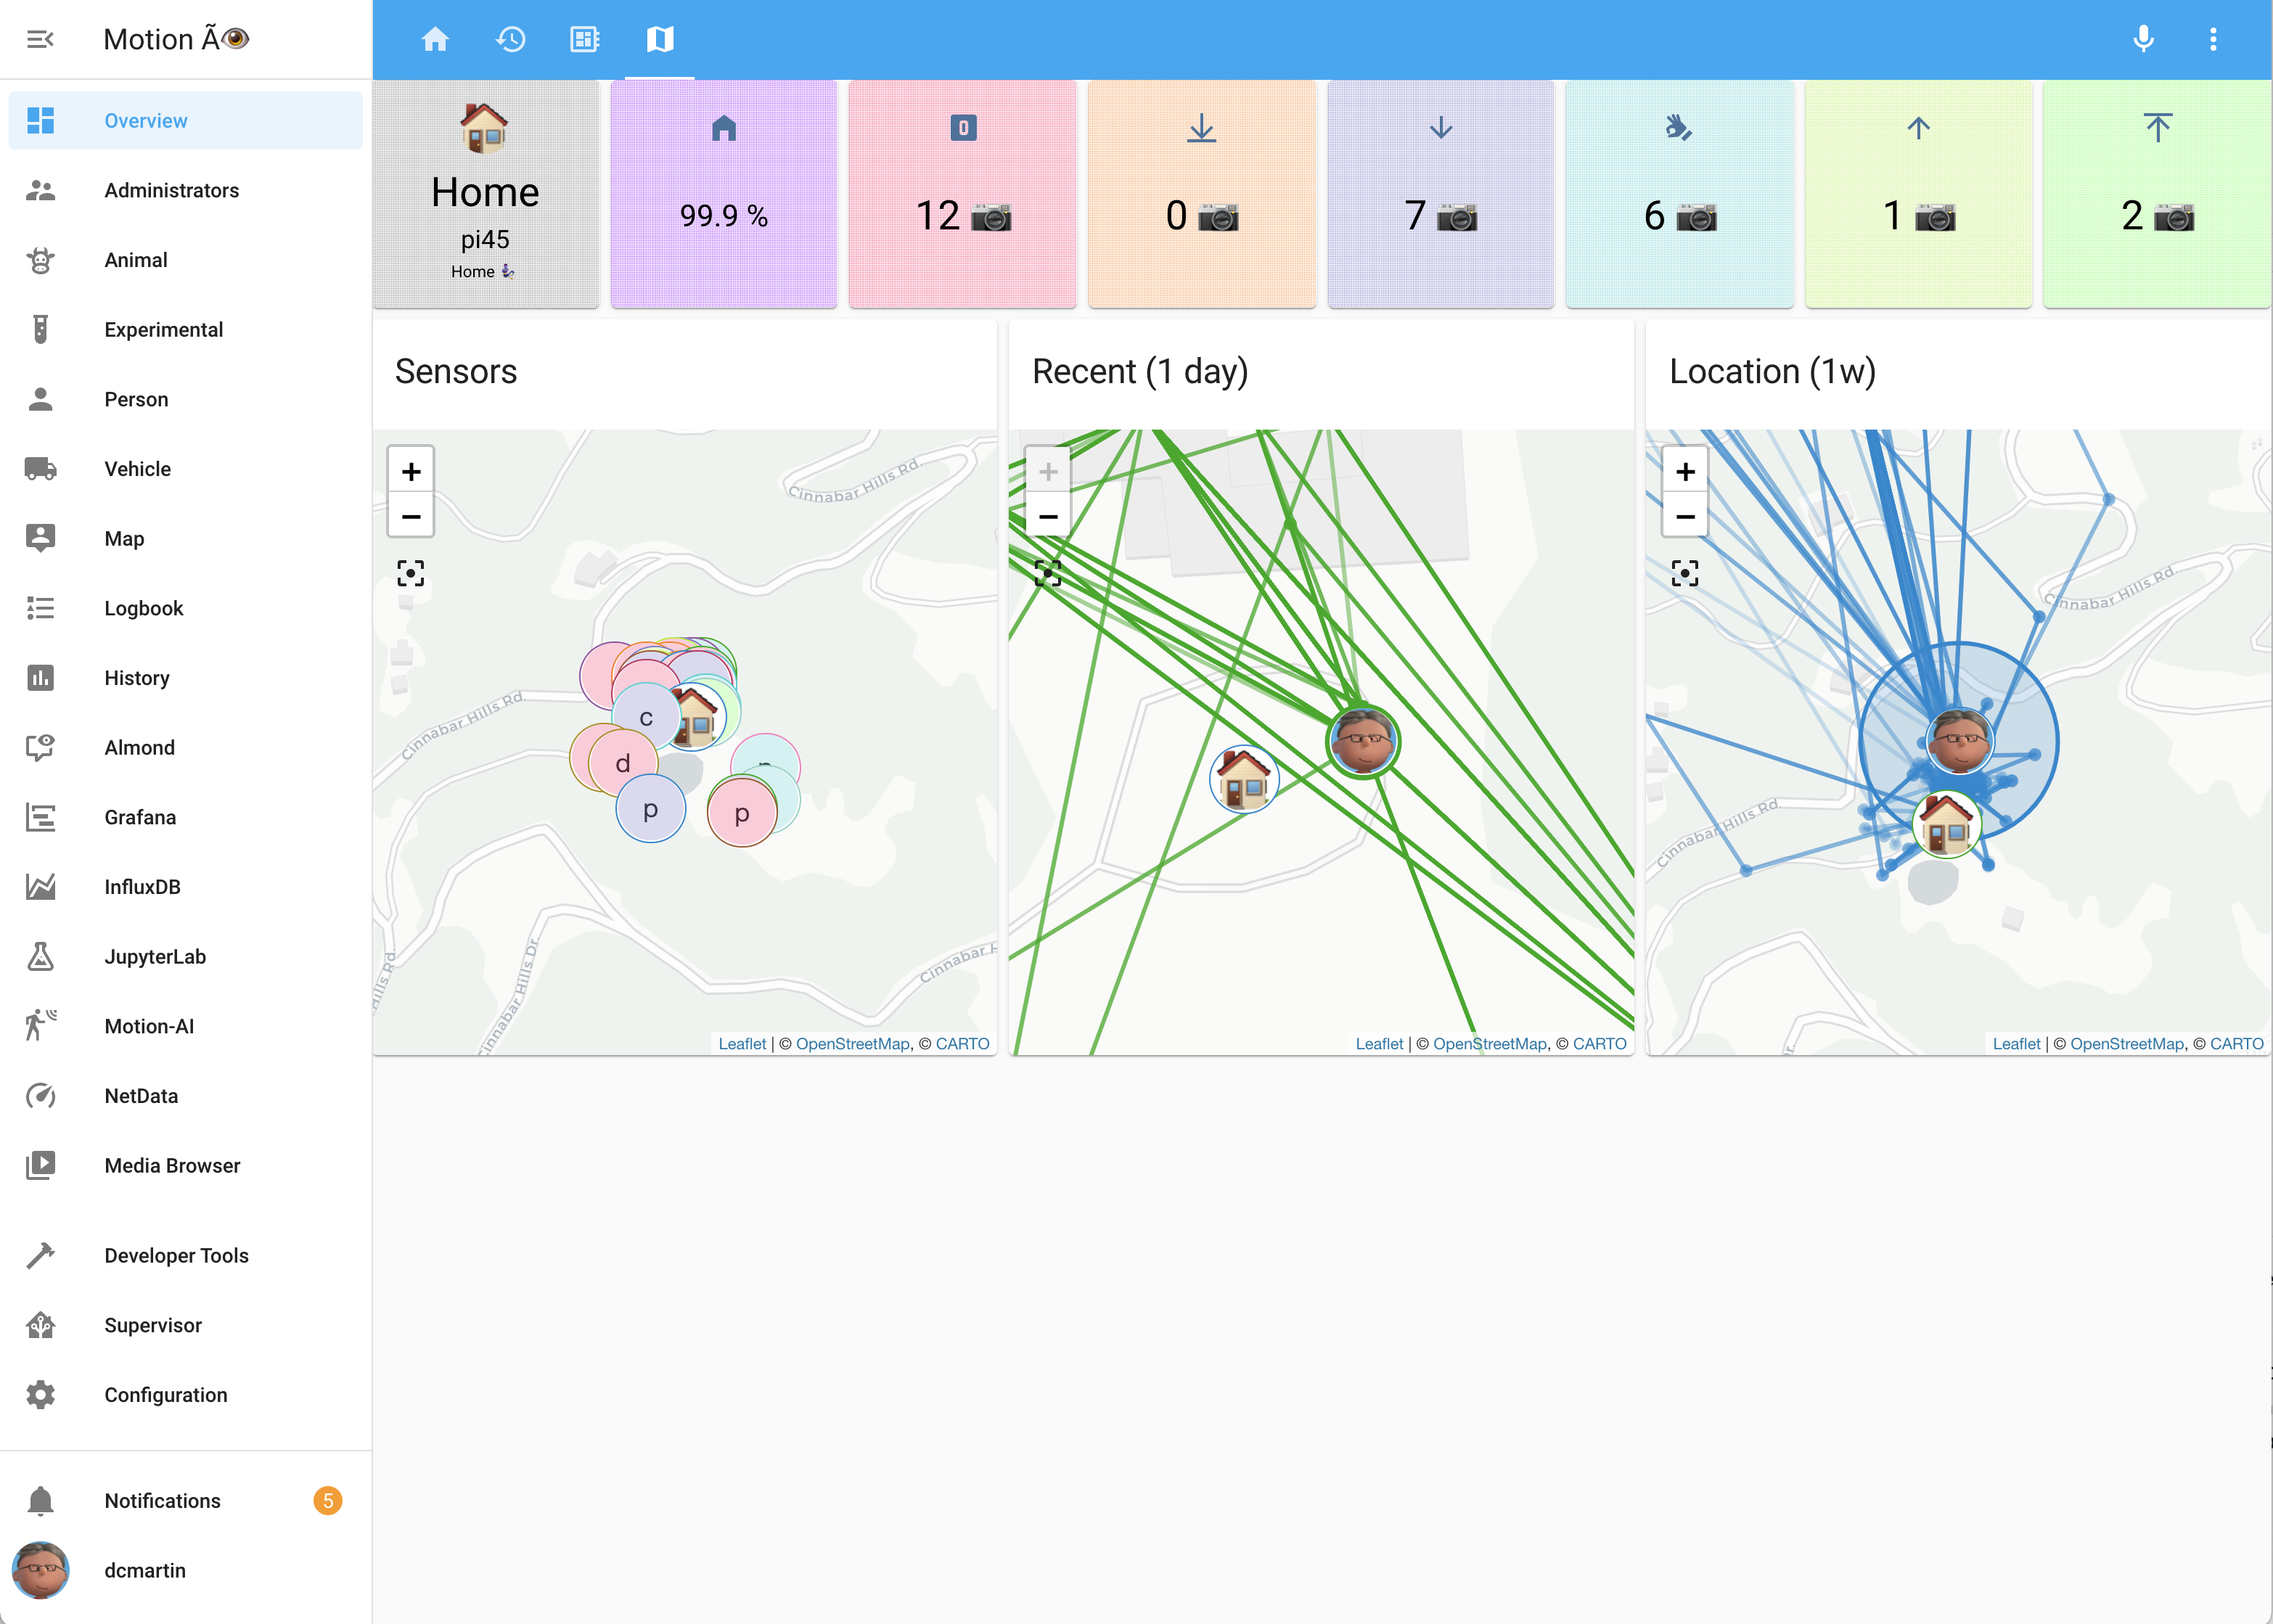 Motion Ã👁
Overview
Administrators
Animal
Experimental
Person
Vehicle
Map
Logbook
History
Almond
Grafana
InfluxDB
JupyterLab
Motion-AI
NetData
Media Browser
Developer Tools
Supervisor
Configuration
Notifications 5
dcmartin
Home
pi45
Home
99.9 %
0
12
0
7
6
1
2
Sensors
+
−
Cinnabar Hills Rd.
Cinnabar Hills Rd.
c
d
p
p
Hills Rd.
Cinnabar Hills Dr.
Cinnabar H
Leaflet | © OpenStreetMap, © CARTO
Recent (1 day)
+
−
Leaflet | © OpenStreetMap, © CARTO
Location (1w)
+
−
Cinnabar Hills Rd.
Cinnabar Hills Rd.
Leaflet | © OpenStreetMap, © CARTO